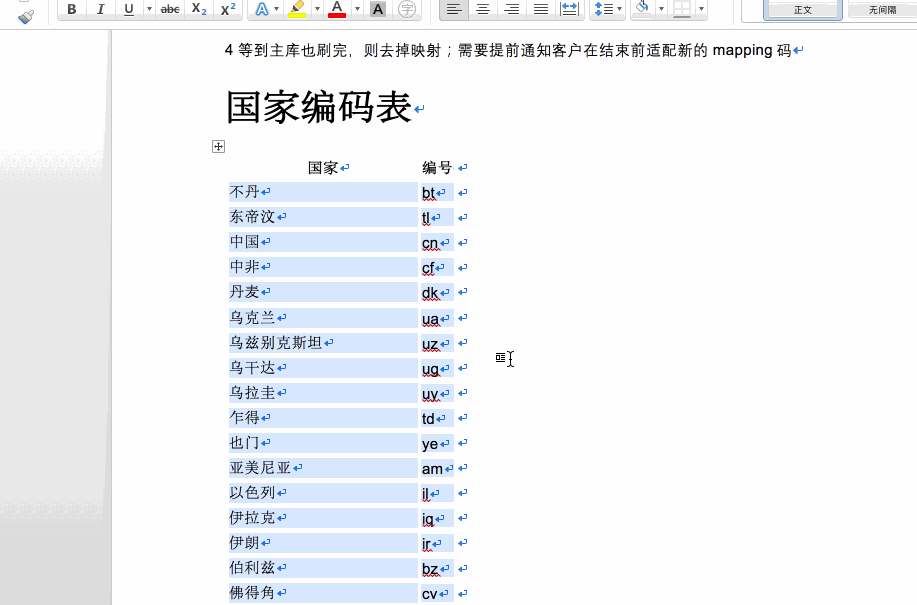 B I U abc X₂ X² A A A 字 正文 无间隔
4 等到主库也刷完，则去掉映射；需要提前通知客户在结束前适配新的 mapping 码
国家编码表
国家 编号
不丹 bt
东帝汶 tl
中国 cn
中非 cf
丹麦 dk
乌克兰 ua
乌兹别克斯坦 uz
乌干达 ug
乌拉圭 uy
乍得 td
也门 ye
亚美尼亚 am
以色列 il
伊拉克 iq
伊朗 ir
伯利兹 bz
佛得角 cv